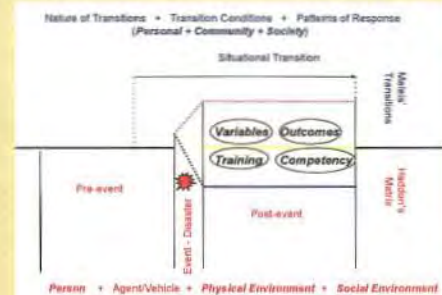 Nature of Transitions + Transition Conditions + Patterns of Response
(Personal + Community + Society)
Situational Transition
Meleis' Transitions
Variables Outcomes
Training Competency
Pre-event
Event - Disaster
Post-event
Haddon's Matrix
Person + Agent/Vehicle + Physical Environment + Social Environment